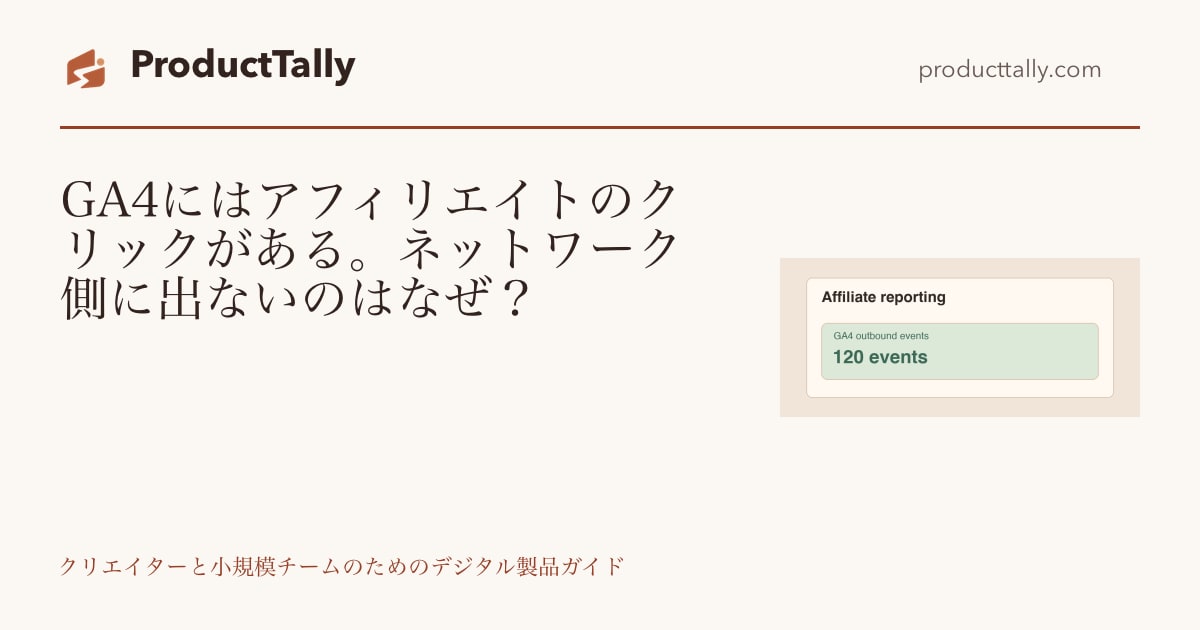 ProductTally
producttally.com
GA4にはアフィリエイトのク
リックがある。ネットワーク
側に出ないのはなぜ？
Affiliate reporting
GA4 outbound events
120 events
クリエイターと小規模チームのためのデジタル製品ガイド